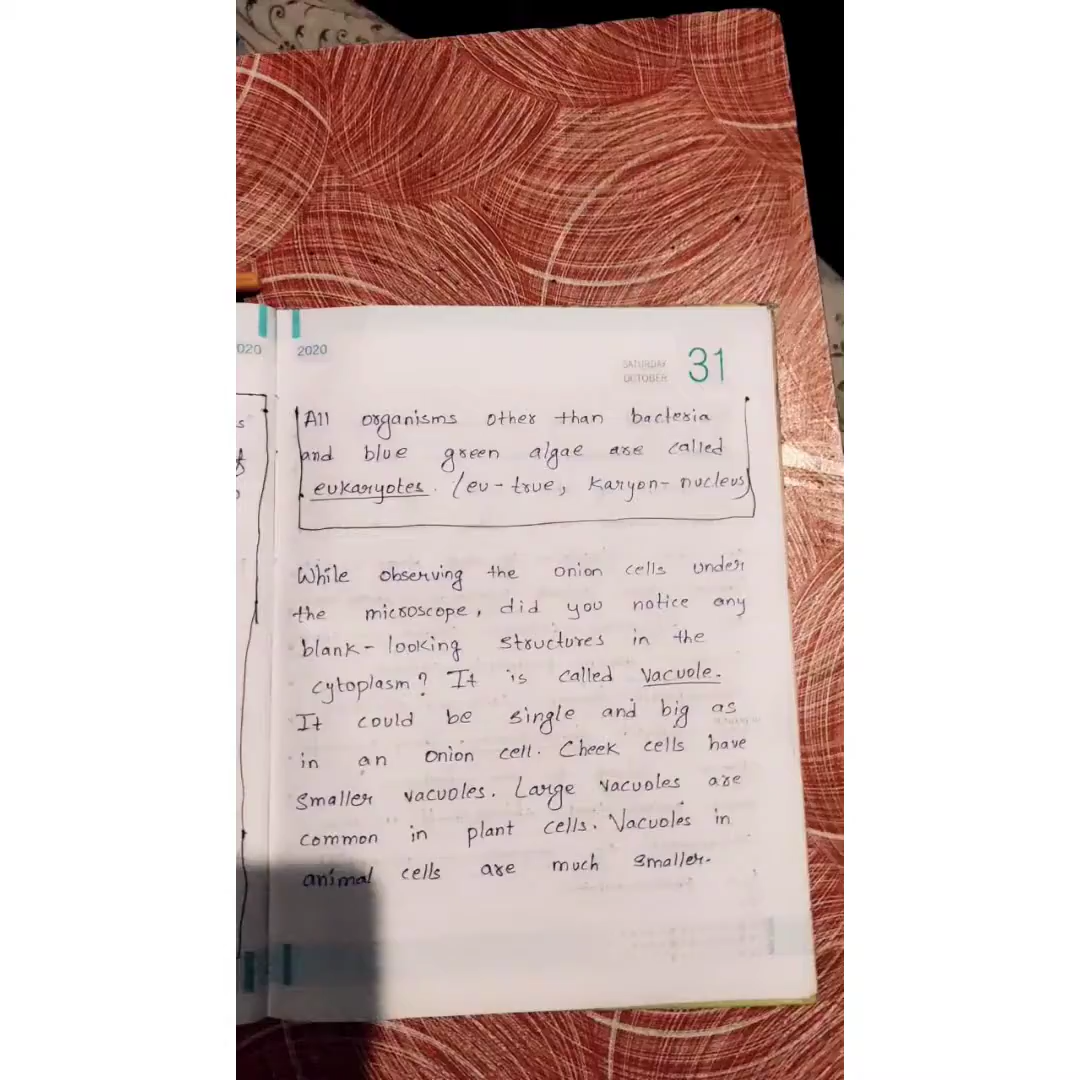 020
2020
SATURDAY
OCTOBER
31
All organisms other than bacteria
and blue green algae are called
eukaryotes. (eu-true, karyon-nucleus)
While observing the onion cells under
the microscope, did you notice any
blank-looking structures in the
cytoplasm? It is called vacuole.
It could be single and big as
in an onion cell. Cheek cells have
smaller vacuoles. Large vacuoles are
common in plant cells. Vacuoles in
animal cells are much smaller.